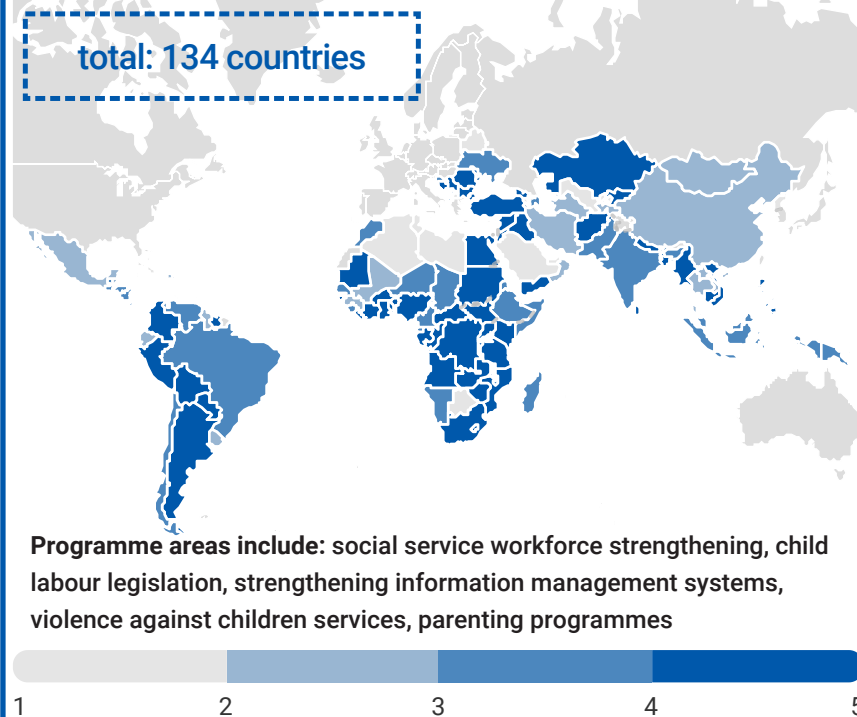 total: 134 countries
Programme areas include: social service workforce strengthening, child
labour legislation, strengthening information management systems,
violence against children services, parenting programmes
1 2 3 4 5